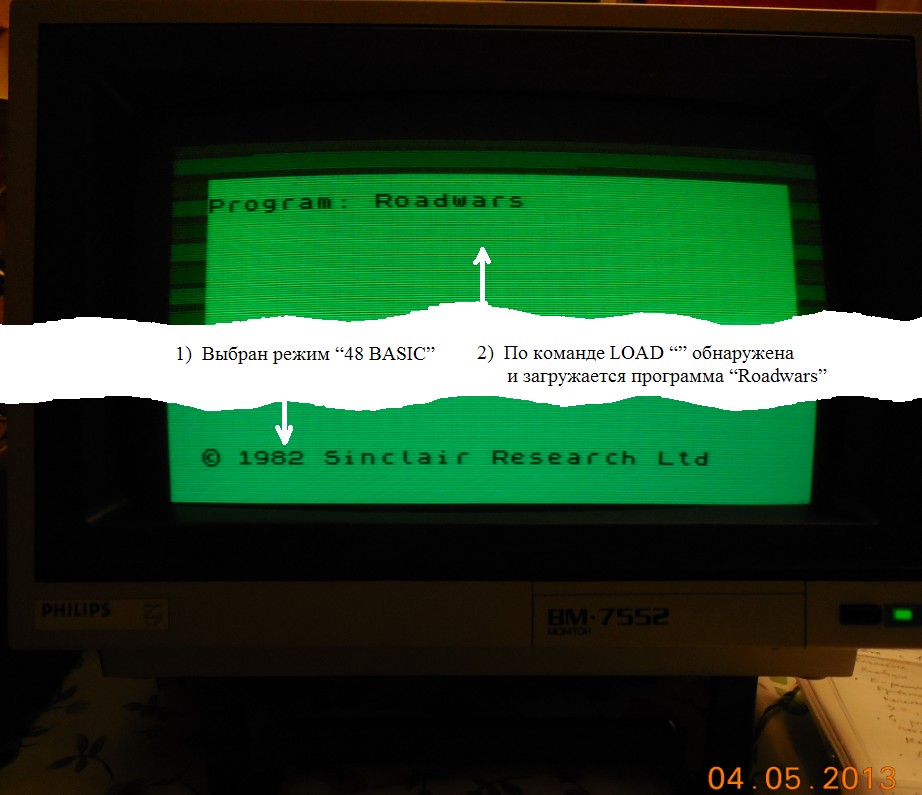 Program: Roadwars
1) Выбран режим “48 BASIC”
2) По команде LOAD “” обнаружена
и загружается программа “Roadwars”
© 1982 Sinclair Research Ltd
PHILIPS
BM·7552
MONITOR
04.05.2013